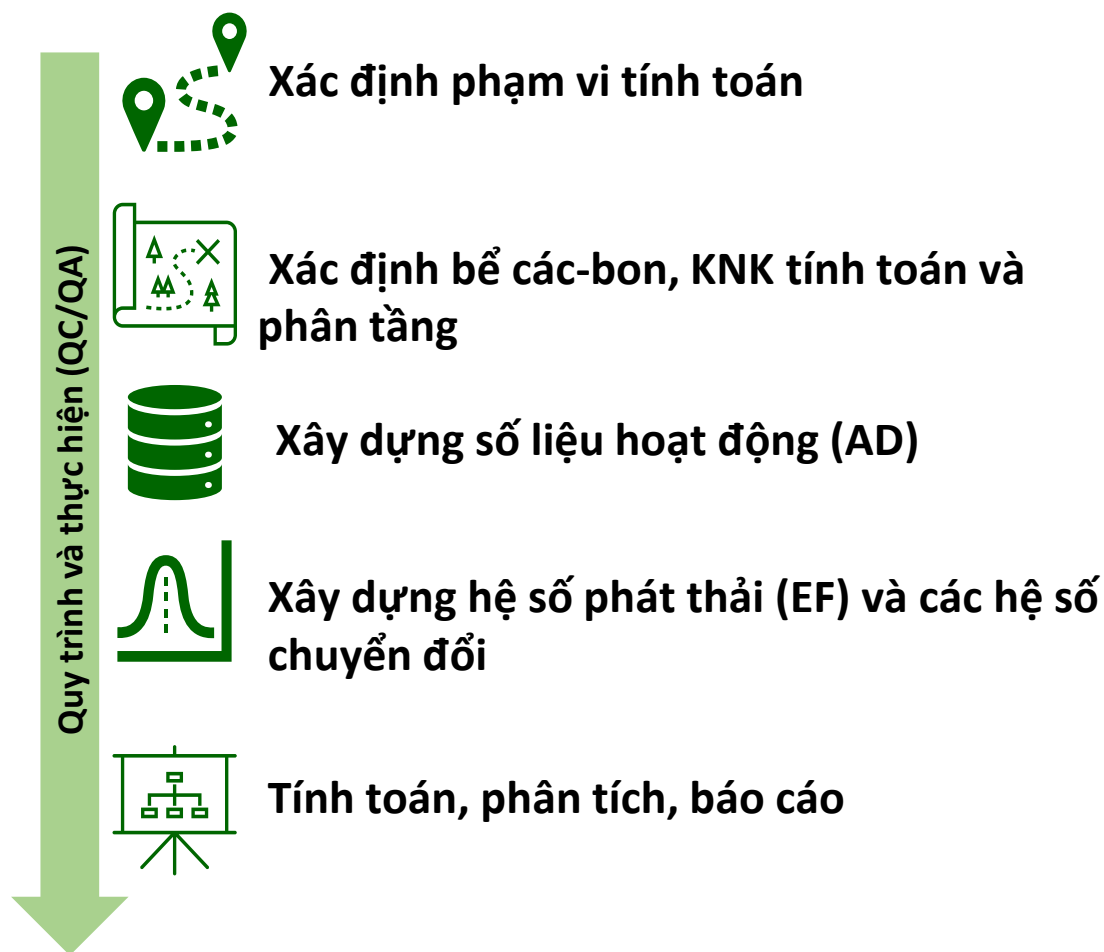 Xác định phạm vi tính toán
Xác định bể các-bon, KNK tính toán và
phân tầng
Xây dựng số liệu hoạt động (AD)
Xây dựng hệ số phát thải (EF) và các hệ số
chuyển đổi
Tính toán, phân tích, báo cáo
Quy trình và thực hiện (QC/QA)